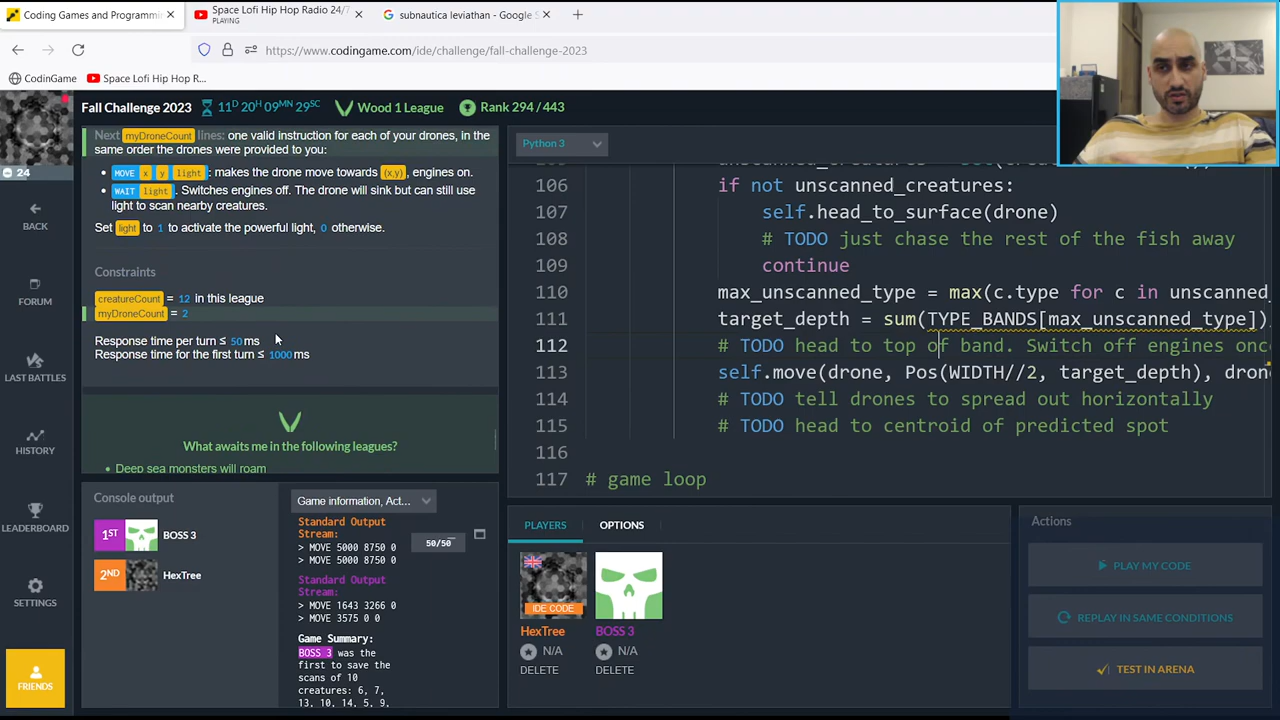 Coding Games and Programmi
Space Lofi Hip Hop Radio 24/7
PLAYING
subnautica leviathan - Google S
https://www.codingame.com/ide/challenge/fall-challenge-2023
CodinGame
Space Lofi Hip Hop R...
Fall Challenge 2023
11D 20H 09MN 29SC
Wood 1 League
Rank 294 / 443
24
BACK
FORUM
LAST BATTLES
HISTORY
LEADERBOARD
SETTINGS
FRIENDS
Next myDroneCount lines: one valid instruction for each of your drones, in the
same order the drones were provided to you:
• MOVE x y light : makes the drone move towards (x,y), engines on.
• WAIT light. Switches engines off. The drone will sink but can still use
light to scan nearby creatures.
Set light to 1 to activate the powerful light, 0 otherwise.
Constraints
creatureCount = 12 in this league
myDroneCount = 2
Response time per turn ≤ 50 ms
Response time for the first turn ≤ 1000 ms
What awaits me in the following leagues?
• Deep sea monsters will roam
Console output
Game information, Act...
1ST BOSS 3
2ND HexTree
Standard Output
Stream:
> MOVE 5000 8750 0
> MOVE 5000 8750 0
50/50
Standard Output
Stream:
> MOVE 1643 3266 0
> MOVE 3575 0 0
Game Summary:
BOSS 3 was the
first to save the
scans of 10
creatures: 6, 7,
13, 10, 14, 5, 9,
Python 3
106 if not unscanned_creatures:
107 self.head_to_surface(drone)
108 # TODO just chase the rest of the fish away
109 continue
110 max_unscanned_type = max(c.type for c in unscanned_
111 target_depth = sum(TYPE_BANDS[max_unscanned_type])
112 # TODO head to top of band. Switch off engines onc
113 self.move(drone, Pos(WIDTH//2, target_depth), dron
114 # TODO tell drones to spread out horizontally
115 # TODO head to centroid of predicted spot
116
117 # game loop
PLAYERS
OPTIONS
IDE CODE
HexTree
N/A
DELETE
BOSS 3
N/A
DELETE
Actions
PLAY MY CODE
REPLAY IN SAME CONDITIONS
TEST IN ARENA